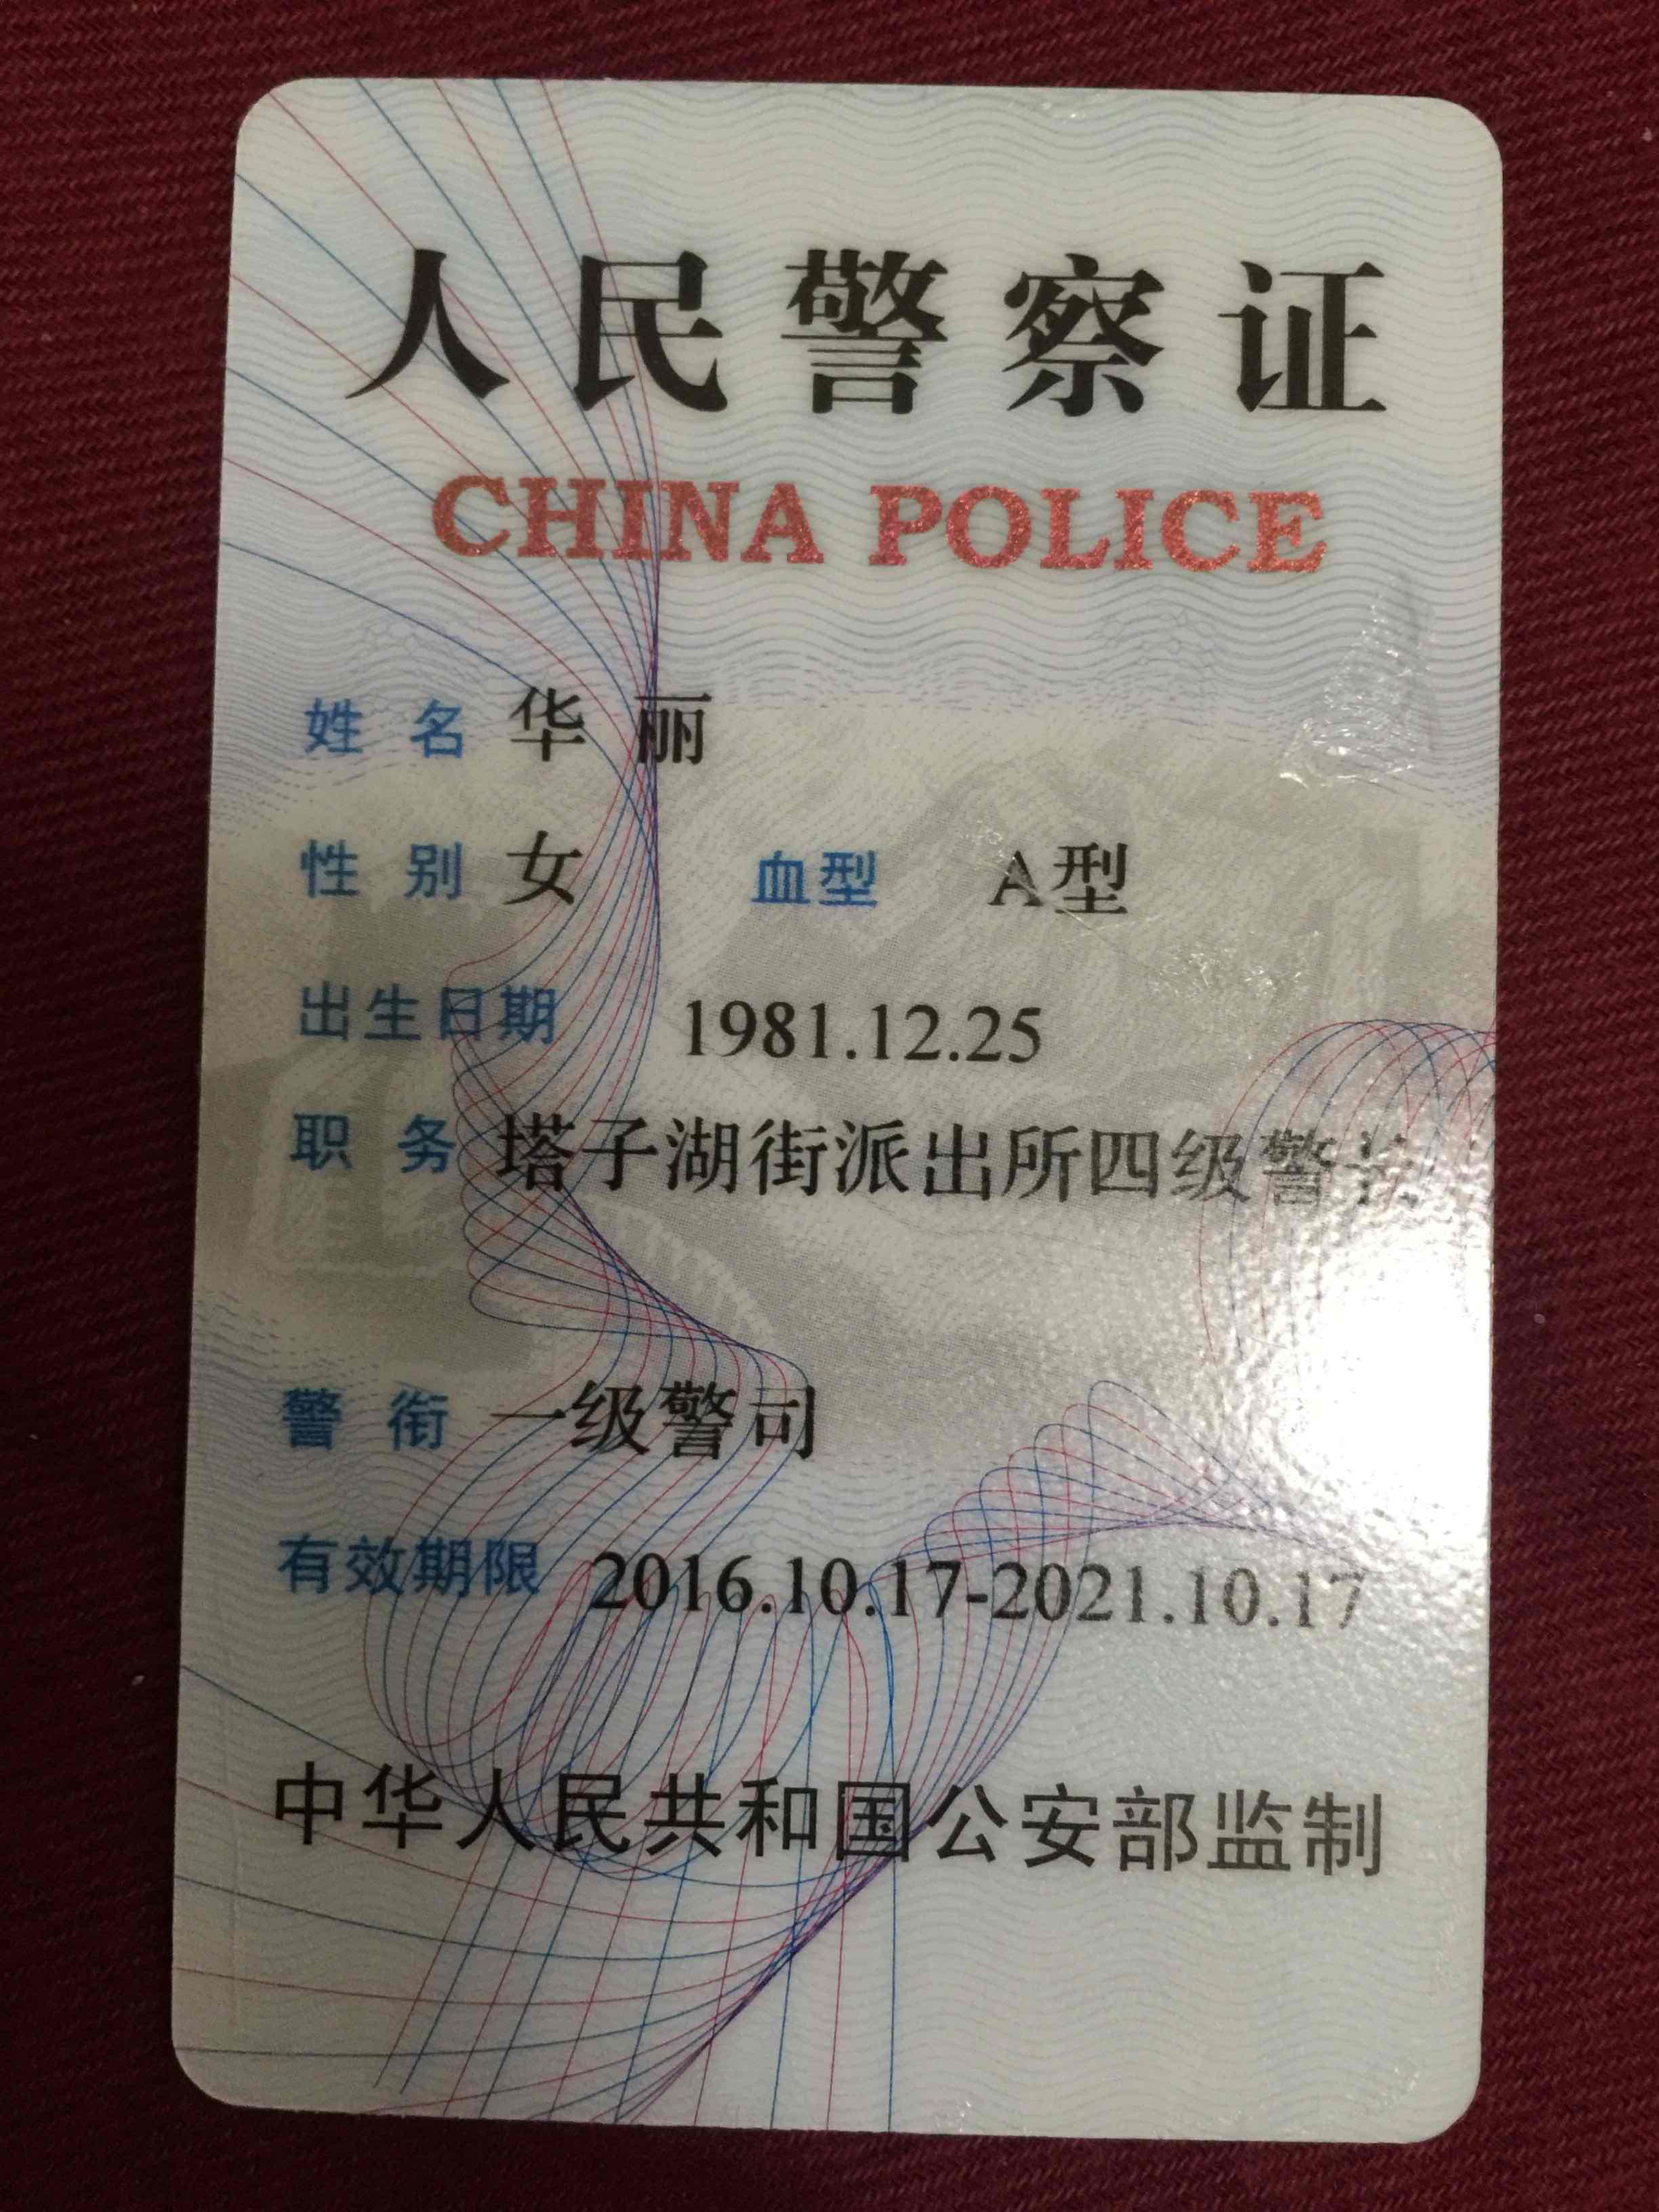 人民警察证
CHINA POLICE
姓 名 华 丽
性 别 女 血型 A型
出生日期 1981.12.25
职 务 塔子湖街派出所四级警长
警 衔 一级警司
有效期限 2016.10.17-2021.10.17
中华人民共和国公安部监制